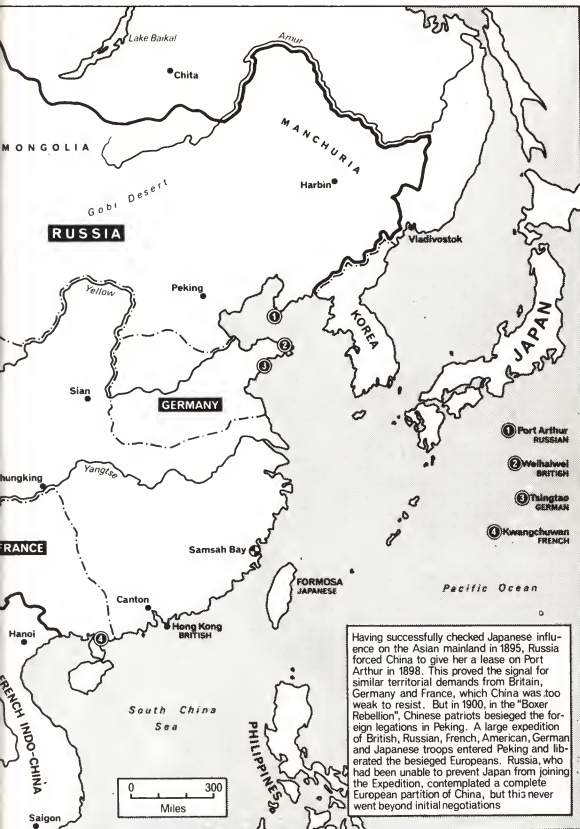 Lake Baikal
Amur
Chita
MONGOLIA
MANCHURIA
Gobi Desert
Harbin
RUSSIA
Vladivostok
Yellow
Peking
1
2
3
KOREA
JAPAN
Sian
GERMANY
1 Port Arthur
RUSSIAN
2 Weihaiwei
BRITISH
3 Tsingtao
GERMAN
4 Kwangchuwan
FRENCH
hungking
Yangtse
FRANCE
Samsah Bay
FORMOSA
JAPANESE
Pacific Ocean
Canton
Hong Kong
BRITISH
4
Hanoi
FRENCH INDO-CHINA
South China
Sea
PHILIPPINES
0 300
Miles
Saigon
Having successfully checked Japanese influ-
ence on the Asian mainland in 1895, Russia
forced China to give her a lease on Port
Arthur in 1898. This proved the signal for
similar territorial demands from Britain,
Germany and France, which China was too
weak to resist. But in 1900, in the "Boxer
Rebellion", Chinese patriots besieged the for-
eign legations in Peking. A large expedition
of British, Russian, French, American, German
and Japanese troops entered Peking and lib-
erated the besieged Europeans. Russia, who
had been unable to prevent Japan from joining
the Expedition, contemplated a complete
European partition of China, but this never
went beyond initial negotiations